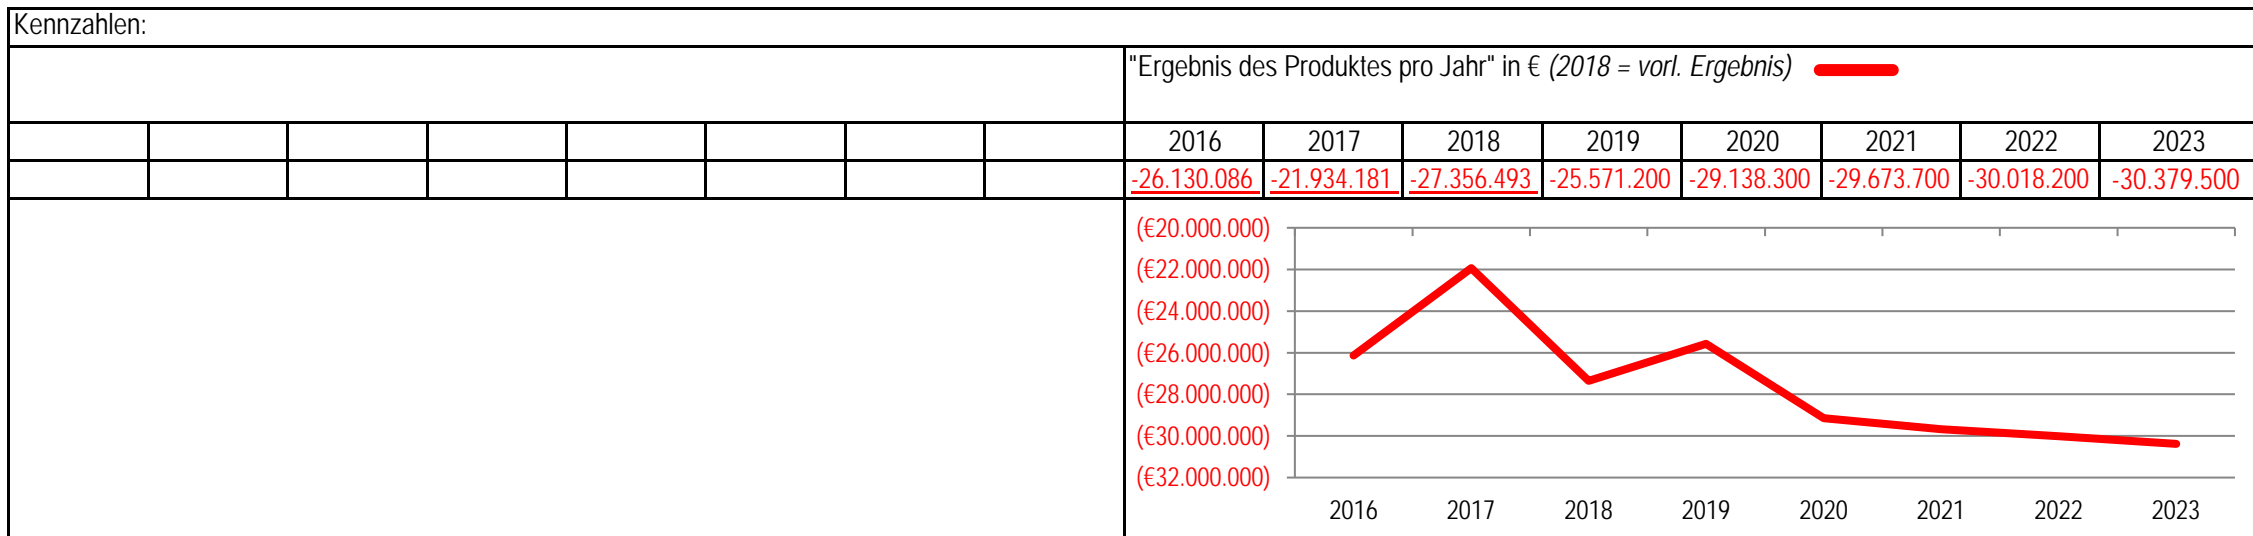 Kennzahlen:
"Ergebnis des Produktes pro Jahr" in € (2018 = vorl. Ergebnis)
2016 2017 2018 2019 2020 2021 2022 2023
-26.130.086 -21.934.181 -27.356.493 -25.571.200 -29.138.300 -29.673.700 -30.018.200 -30.379.500
(€20.000.000)
(€22.000.000)
(€24.000.000)
(€26.000.000)
(€28.000.000)
(€30.000.000)
(€32.000.000)
2016 2017 2018 2019 2020 2021 2022 2023